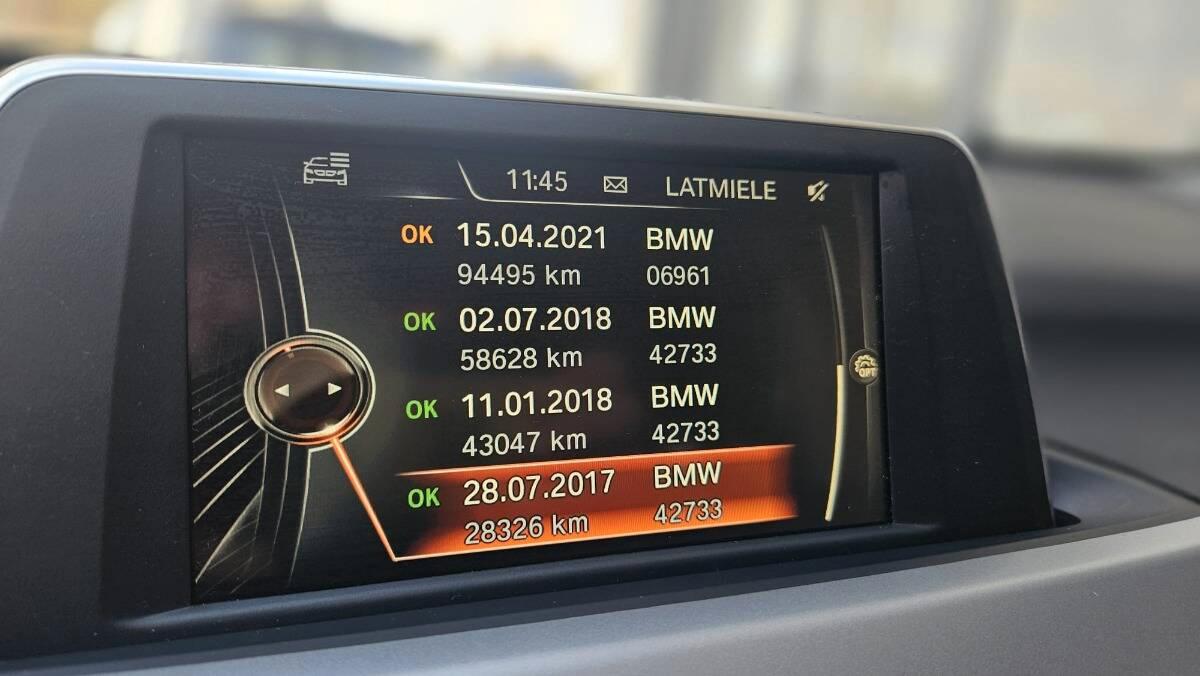 11:45 LATMIELE
OK 15.04.2021 BMW
94495 km 06961
OK 02.07.2018 BMW
58628 km 42733
OK 11.01.2018 BMW
43047 km 42733
OPT
OK 28.07.2017 BMW
28326 km 42733